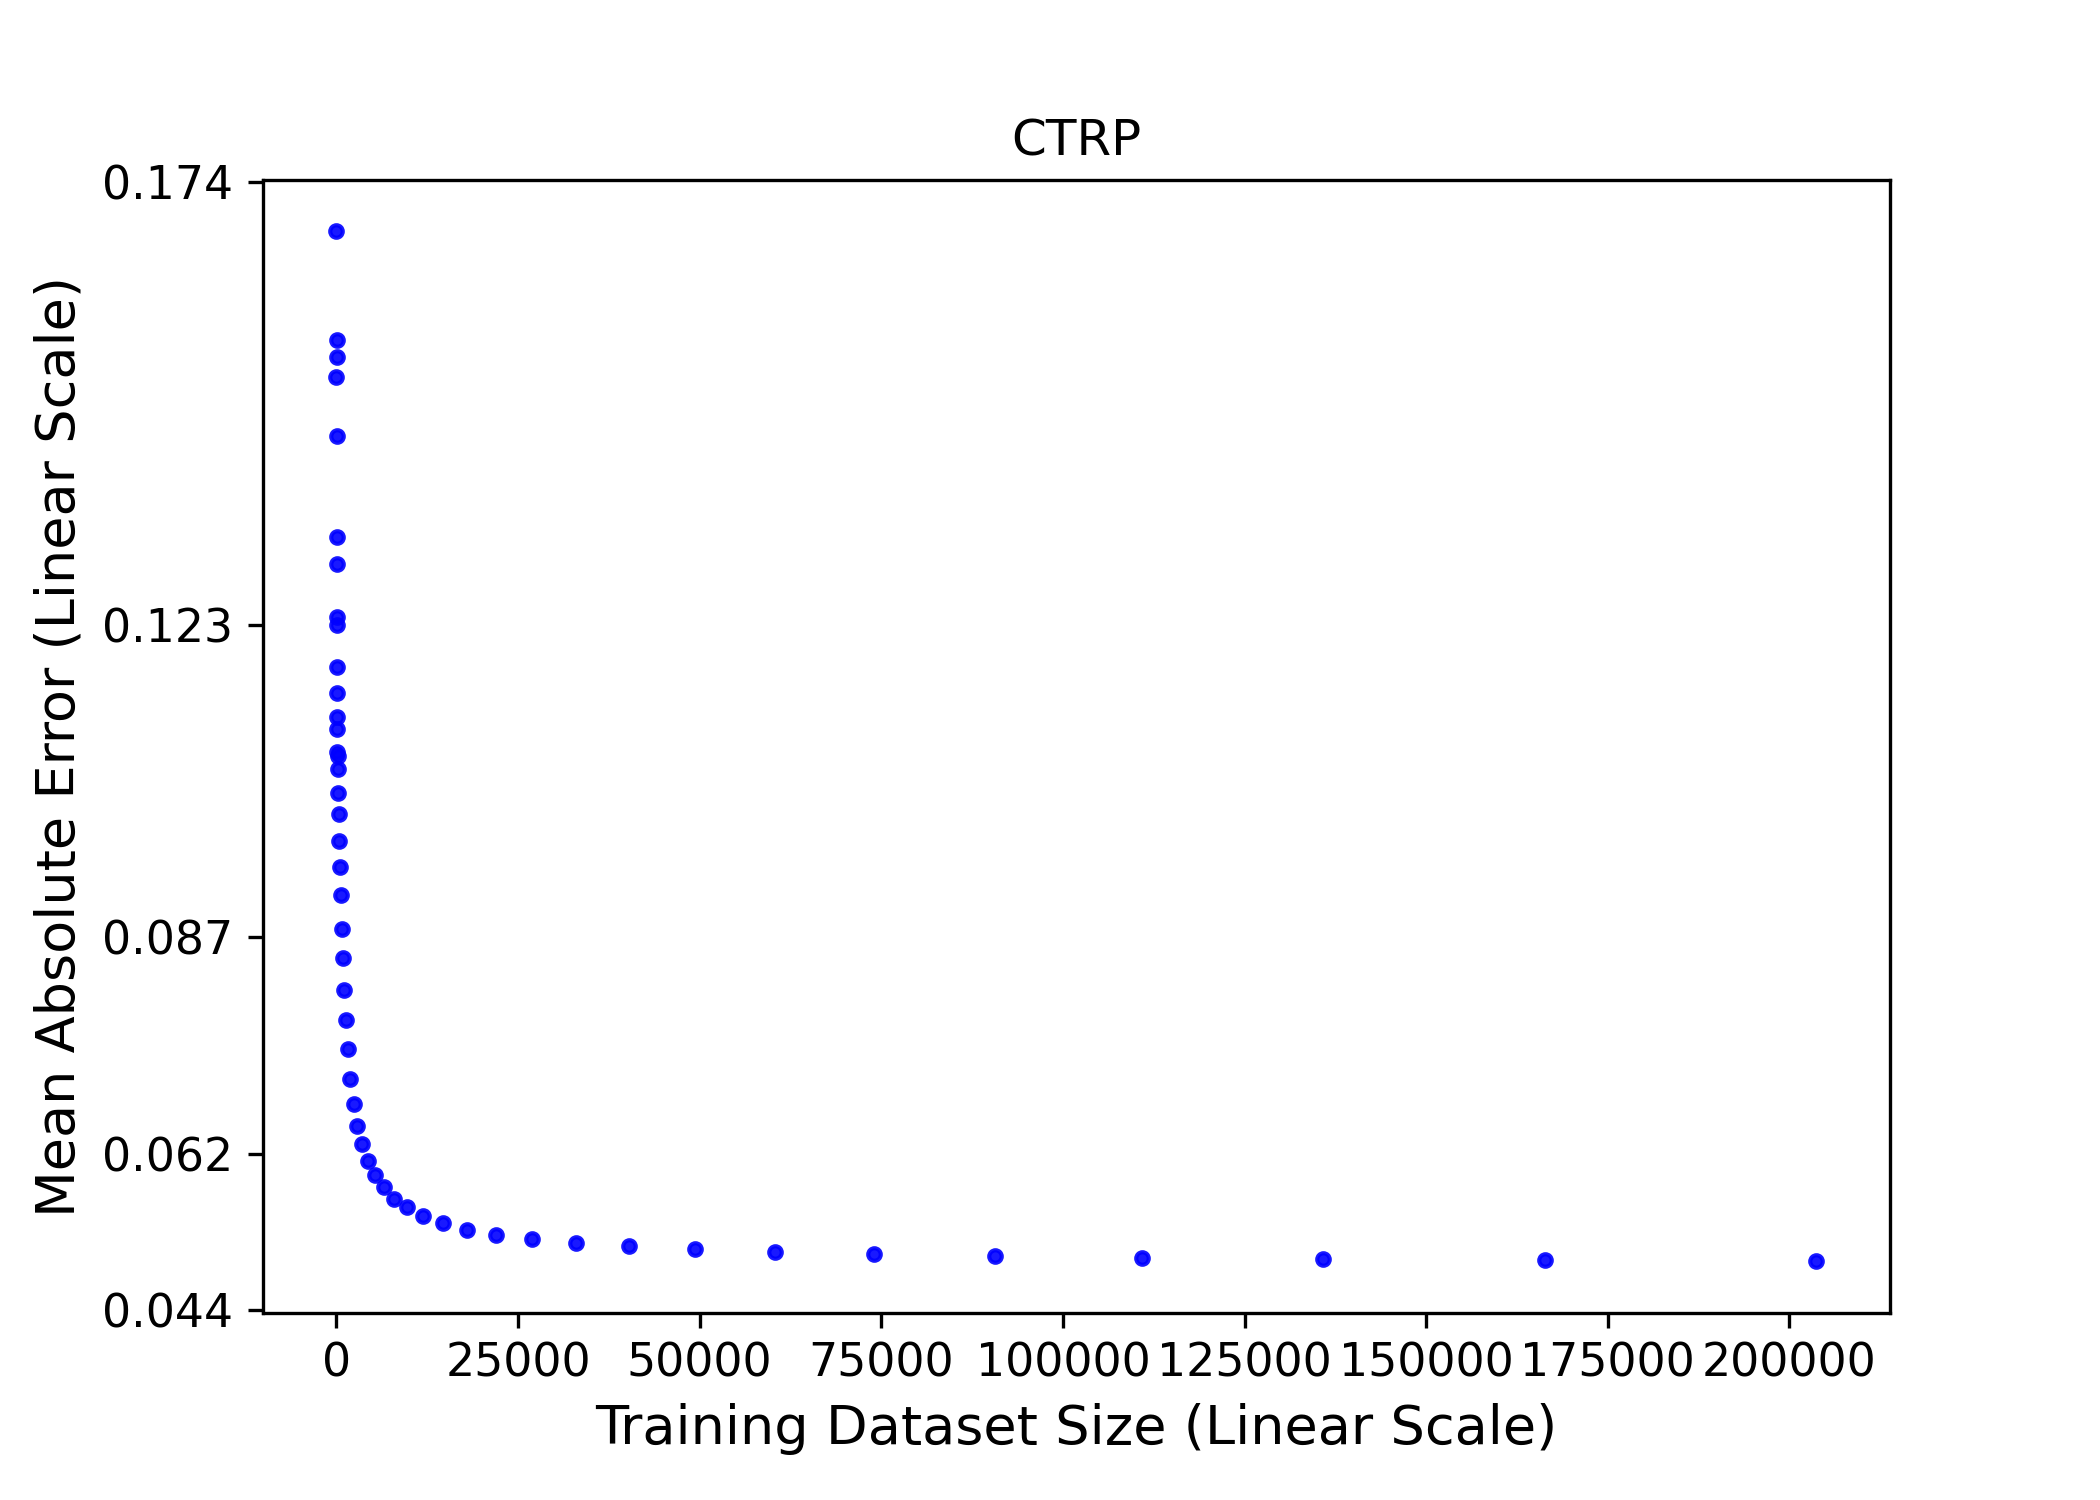 CTRP
0.174
0.123
0.087
0.062
0.044
Mean Absolute Error (Linear Scale)
0 25000 50000 75000 100000 125000 150000 175000 200000
Training Dataset Size (Linear Scale)